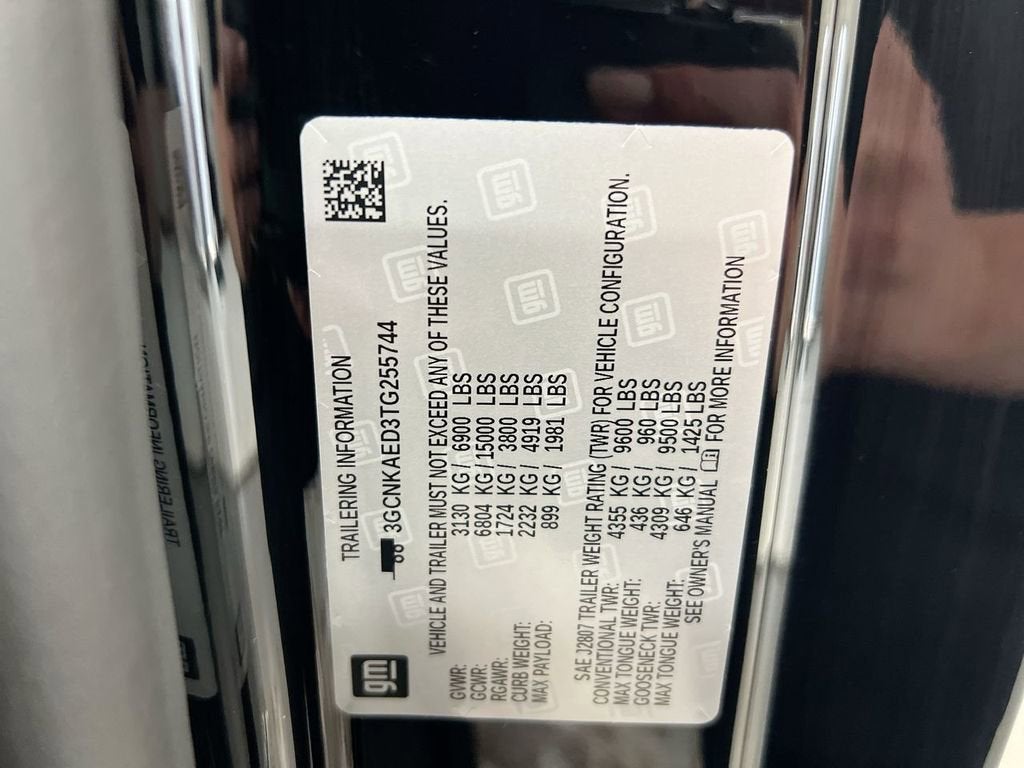 TRAILERING INFORMATION
3GCNKAED3TG255744
VEHICLE AND TRAILER MUST NOT EXCEED ANY OF THESE VALUES.
GVWR: 3130 KG / 6900 LBS
GCWR: 6804 KG / 15000 LBS
RGAWR: 1724 KG / 3800 LBS
CURB WEIGHT: 2232 KG / 4919 LBS
MAX PAYLOAD: 899 KG / 1981 LBS
SAE J2807 TRAILER WEIGHT RATING (TWR) FOR VEHICLE CONFIGURATION.
CONVENTIONAL TWR: 4355 KG / 9600 LBS
MAX TONGUE WEIGHT: 436 KG / 960 LBS
GOOSENECK TWR: 4309 KG / 9500 LBS
MAX TONGUE WEIGHT: 646 KG / 1425 LBS
SEE OWNER'S MANUAL FOR MORE INFORMATION
gm